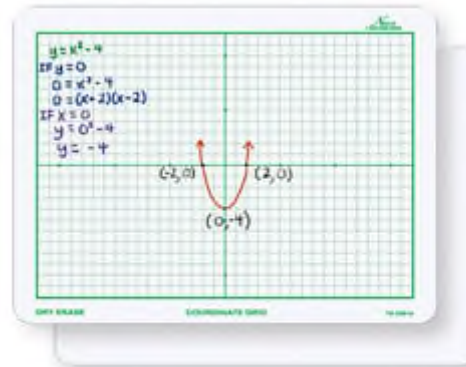 y=x²-4
IF y=0
0=x²-4
0=(x+2)(x-2)
IF x=0
y=0²-4
y=-4
(-2,0)
(2,0)
(0,-4)
DRY ERASE
COORDINATE GRID